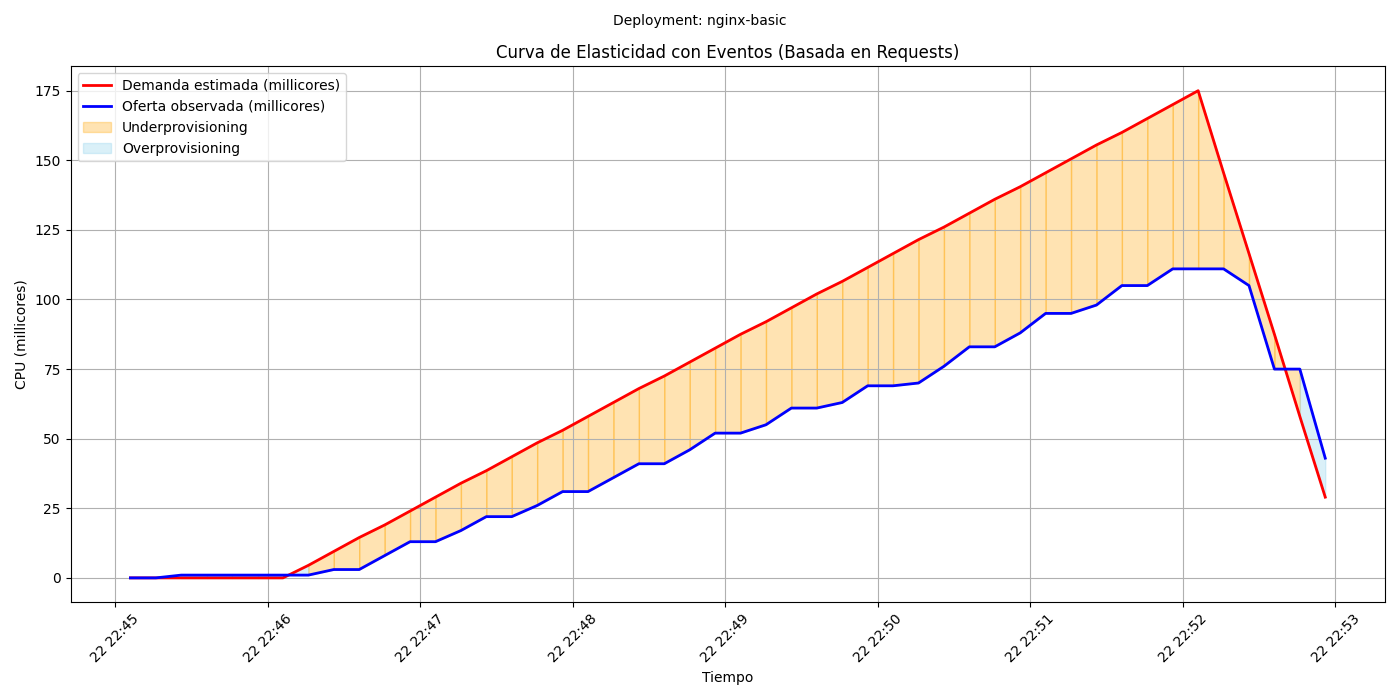 Deployment: nginx-basic
Curva de Elasticidad con Eventos (Basada en Requests)
Demanda estimada (millicores)
Oferta observada (millicores)
Underprovisioning
Overprovisioning
CPU (millicores)
175
150
125
100
75
50
25
0
22 22:45
22 22:46
22 22:47
22 22:48
22 22:49
22 22:50
22 22:51
22 22:52
22 22:53
Tiempo